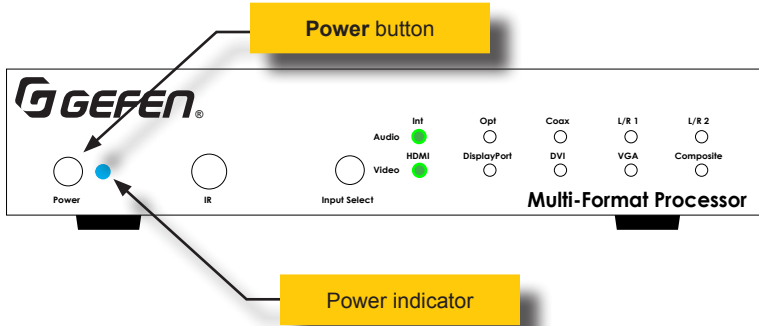 Power button
GEFEN®
Int Opt Coax L/R 1 L/R 2
Audio
HDMI DisplayPort DVI VGA Composite
Video
Power IR Input Select
Multi-Format Processor
Power indicator